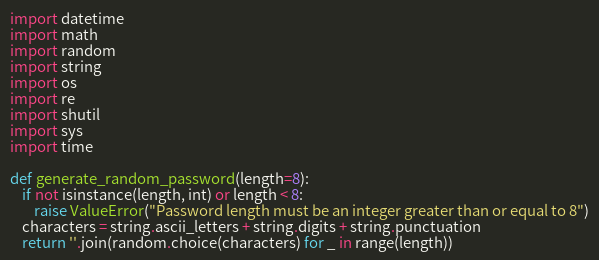 import datetime
import math
import random
import string
import os
import re
import shutil
import sys
import time

def generate_random_password(length=8):
    if not isinstance(length, int) or length < 8:
        raise ValueError("Password length must be an integer greater than or equal to 8")
    characters = string.ascii_letters + string.digits + string.punctuation
    return ''.join(random.choice(characters) for _ in range(length))